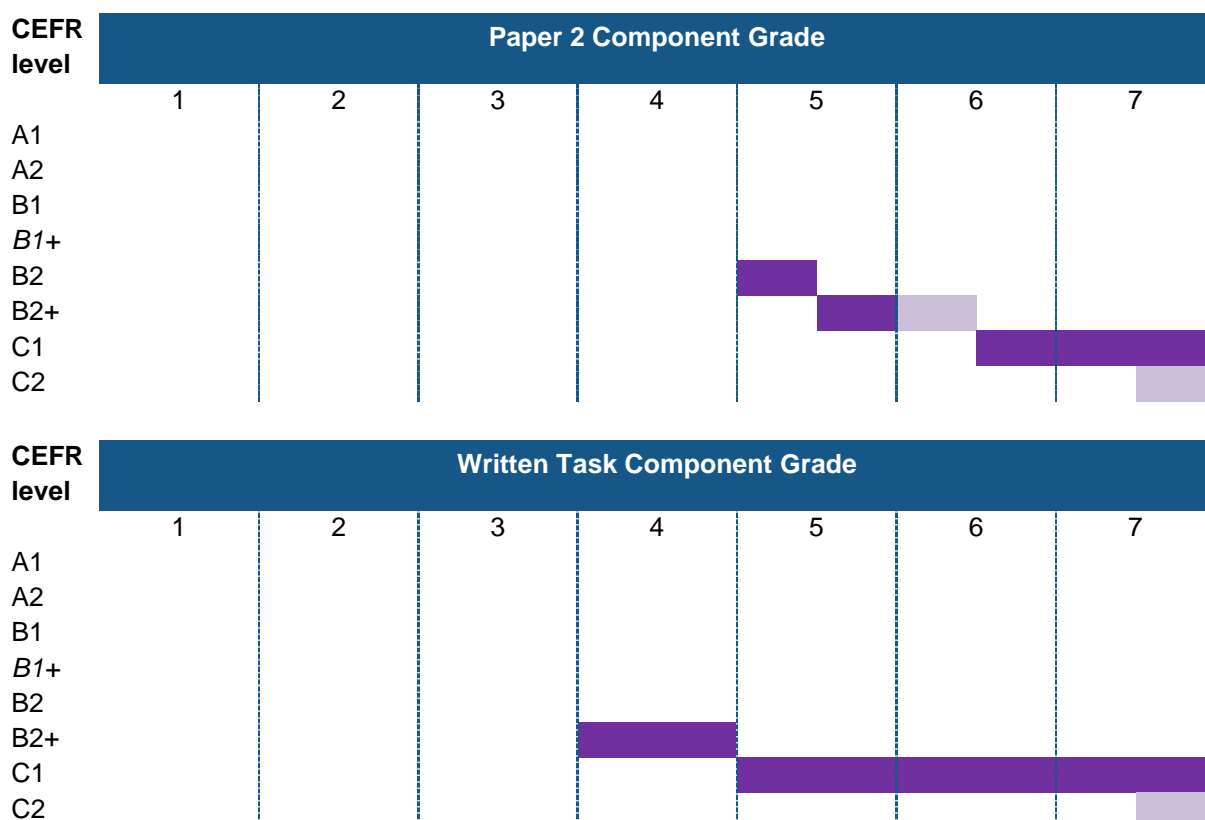 CEFR level
Paper 2 Component Grade
1 2 3 4 5 6 7
A1
A2
B1
B1+
B2
B2+
C1
C2
CEFR level
Written Task Component Grade
1 2 3 4 5 6 7
A1
A2
B1
B1+
B2
B2+
C1
C2